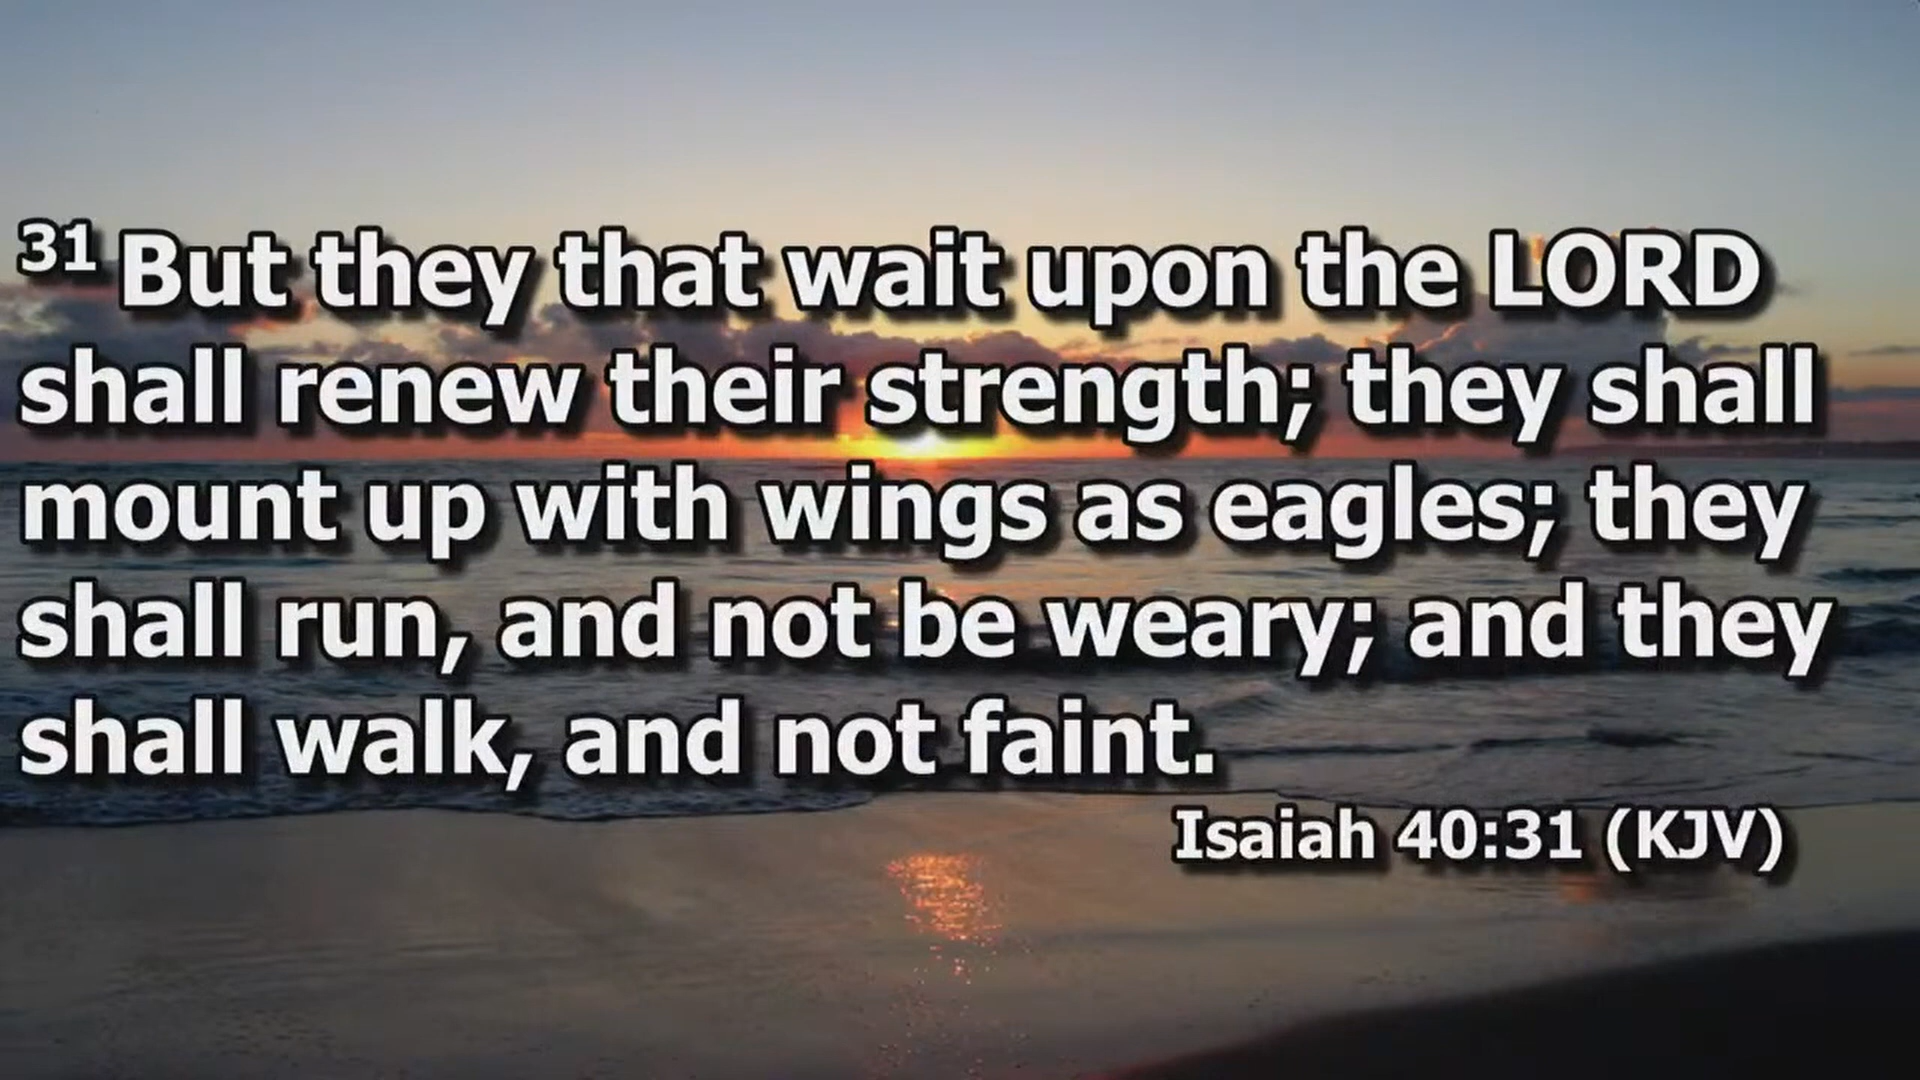 31 But they that wait upon the LORD
shall renew their strength; they shall
mount up with wings as eagles; they
shall run, and not be weary; and they
shall walk, and not faint.
Isaiah 40:31 (KJV)